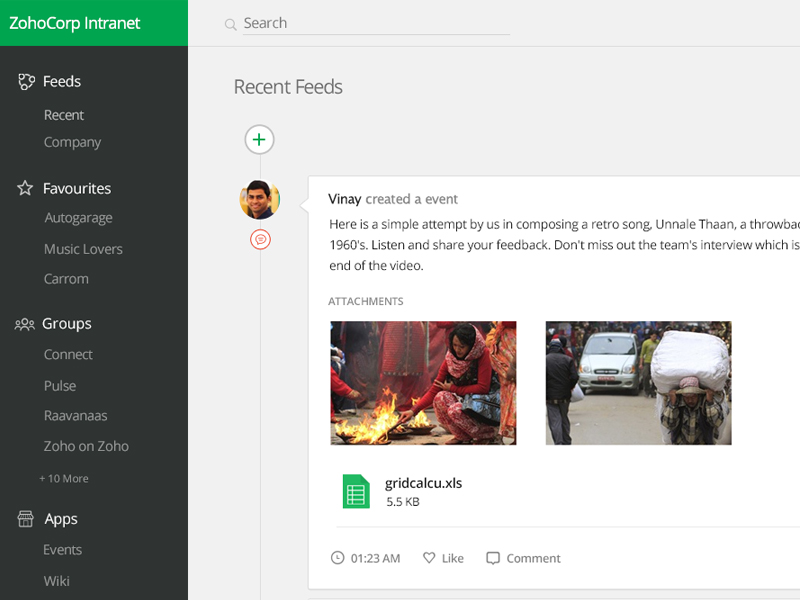 ZohoCorp Intranet
Search
Feeds
Recent
Company
Favourites
Autogarage
Music Lovers
Carrom
Groups
Connect
Pulse
Raavanaas
Zoho on Zoho
+ 10 More
Apps
Events
Wiki
Recent Feeds
Vinay created a event
Here is a simple attempt by us in composing a retro song, Unnale Thaan, a throwbac
1960's. Listen and share your feedback. Don't miss out the team's interview which is
end of the video.
ATTACHMENTS
gridcalcu.xls
5.5 KB
01:23 AM Like Comment